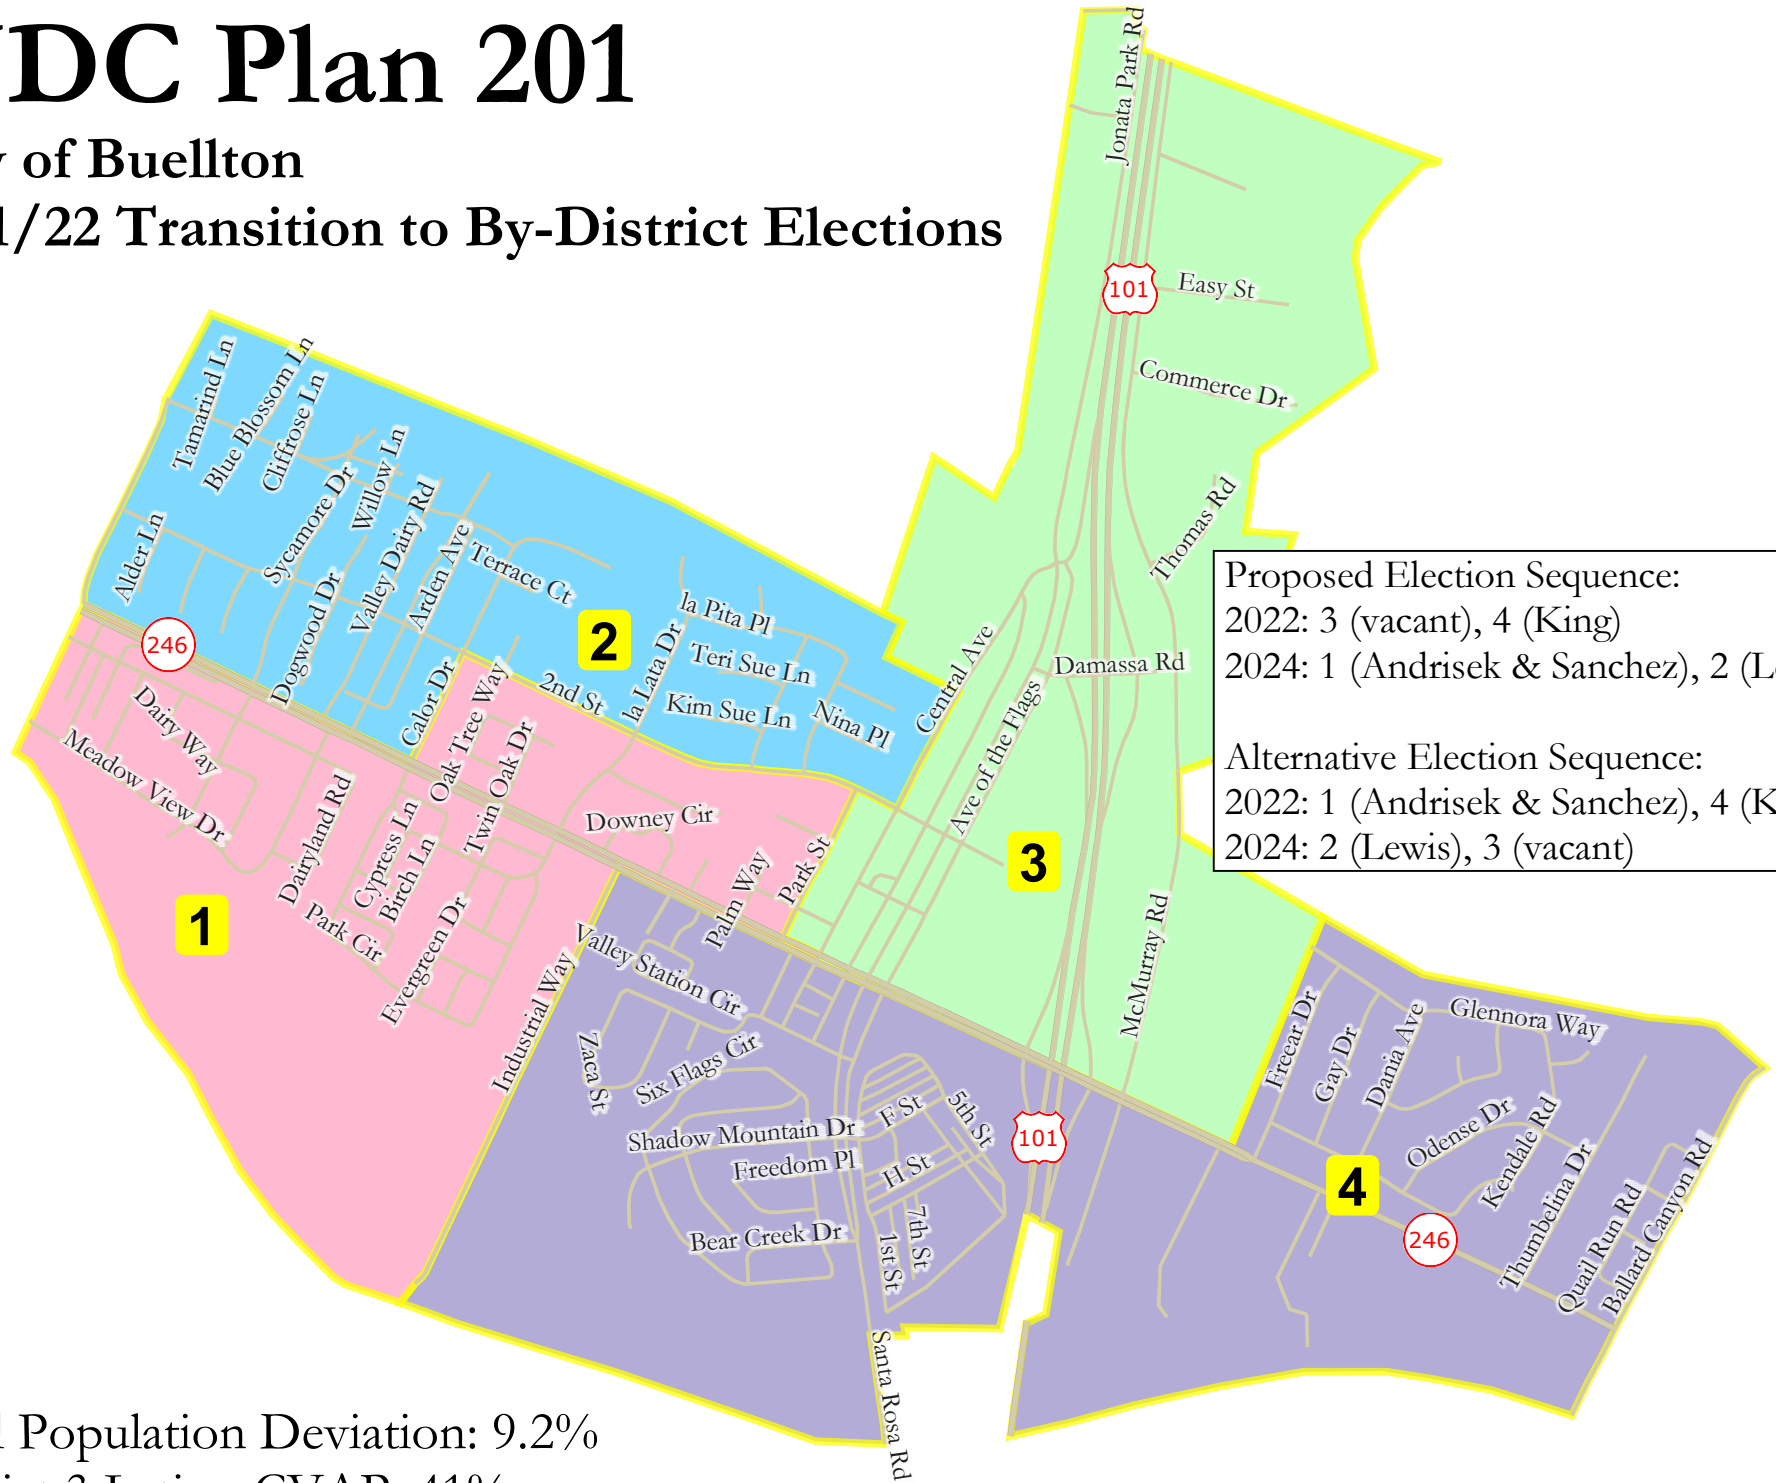 DC Plan 201
of Buellton
1/22 Transition to By-District Elections
Jonata Park Rd
101
Easy St
Commerce Dr
Thomas Rd
Tamarind Ln
Blue Blossom Ln
Cliffrose Ln
Willow Ln
Sycamore Dr
Valley Dairy Rd
Alder Ln
Arden Ave
Terrace Ct
Dogwood Dr
2
la Pita Pl
Teri Sue Ln
la Lata Dr
2nd St
Kim Sue Ln
Nina Pl
Central Ave
Damassa Rd
Ave of the Flags
246
Calor Dr
Oak Tree Way
Twin Oak Dr
Dairy Way
Meadow View Dr
Dairyland Rd
Cypress Ln
Birch Ln
Downey Cir
Park St
Palm Way
3
Proposed Election Sequence:
2022: 3 (vacant), 4 (King)
2024: 1 (Andrisek & Sanchez), 2 (L
Alternative Election Sequence:
2022: 1 (Andrisek & Sanchez), 4 (K
2024: 2 (Lewis), 3 (vacant)
1
Park Cir
Evergreen Dr
Industrial Way
Valley Station Cir
McMurray Rd
Zaca St
Six Flags Cir
Shadow Mountain Dr
Freedom Pl
F St
5th St
H St
7th St
1st St
Bear Creek Dr
101
Freear Dr
Gay Dr
Dania Ave
Glennora Way
Odense Dr
Kendale Rd
4
246
Thumbelina Dr
Quail Run Rd
Ballard Canyon Rd
Santa Rosa Rd
Population Deviation: 9.2%
3 Latino CVAP: 41%